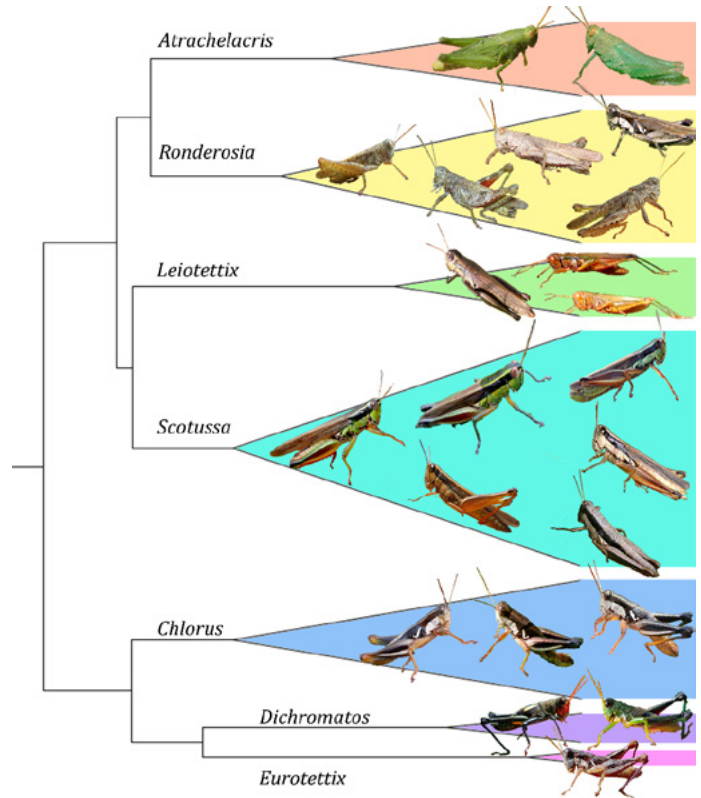 Atrachelacris
Ronderosia
Leiotettix
Scotussa
Chlorus
Dichromatos
Eurotettix